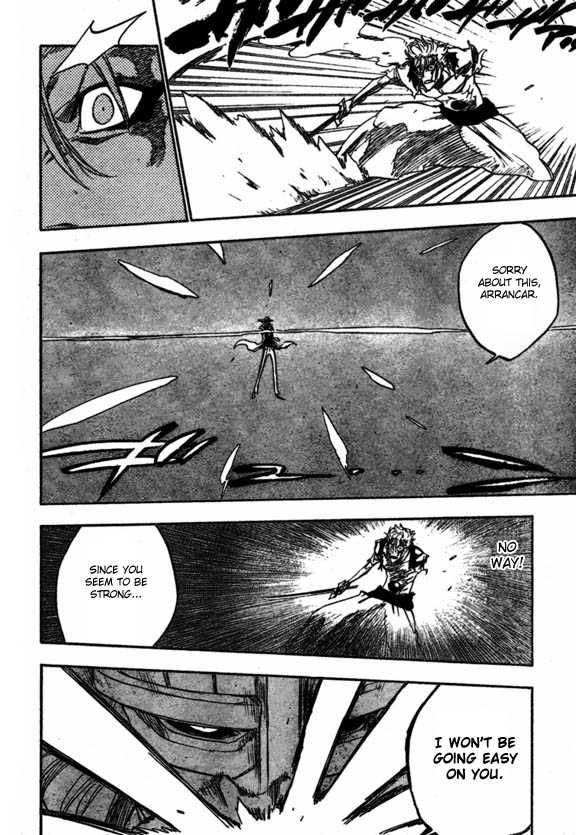 SORRY
ABOUT THIS,
ARRANCAR.
NO
WAY!
SINCE YOU
SEEM TO BE
STRONG...
I WON'T BE
GOING EASY
ON YOU.